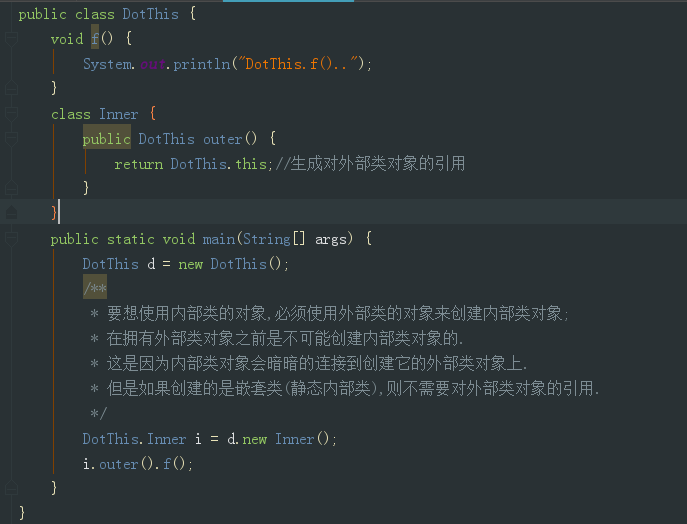 public class DotThis {
    void f() {
        System.out.println("DotThis.f()..");
    }
    class Inner {
        public DotThis outer() {
            return DotThis.this;//生成对外部类对象的引用
        }
    }
    public static void main(String[] args) {
        DotThis d = new DotThis();
        /**
         * 要想使用内部类的对象,必须使用外部类的对象来创建内部类对象;
         * 在拥有外部类对象之前是不可能创建内部类对象的.
         * 这是因为内部类对象会暗暗的连接到创建它的外部类对象上.
         * 但是如果创建的是嵌套类(静态内部类),则不需要对外部类对象的引用.
         */
        DotThis.Inner i = d.new Inner();
        i.outer().f();
    }
}